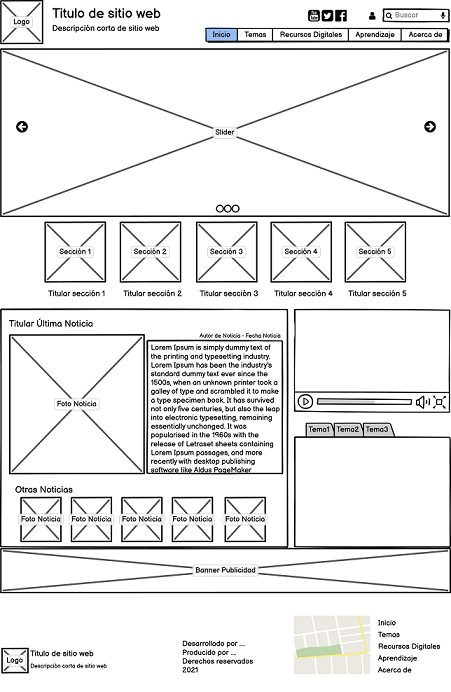 Logo
Titulo de sitio web
Descripción corta de sitio web
Buscar
Inicio
Temas
Recursos Digitales
Aprendizaje
Acerca de
Slider
Sección 1
Sección 2
Sección 3
Sección 4
Sección 5
Titular sección 1
Titular sección 2
Titular sección 3
Titular sección 4
Titular sección 5
Titular Última Noticia
Autor de Noticia - Fecha Noticia
Foto Noticia
Lorem Ipsum is simply dummy text of
the printing and typesetting industry.
Lorem Ipsum has been the industry's
standard dummy text ever since the
1500s, when an unknown printer took a
galley of type and scrambled it to make
a type specimen book. It has survived
not only five centuries, but also the leap
into electronic typesetting, remaining
essentially unchanged. It was
popularised in the 1960s with the
release of Letraset sheets containing
Lorem Ipsum passages, and more
recently with desktop publishing
software like Aldus PageMaker
Tema1
Tema2
Tema3
Otras Noticias
Foto Noticia
Foto Noticia
Foto Noticia
Foto Noticia
Foto Noticia
Banner Publicidad
Logo
Titulo de sitio web
Descripción corta de sitio web
Desarrollado por ...
Producido por ...
Derechos reservados
2021
Inicio
Temas
Recursos Digitales
Aprendizaje
Acerca de